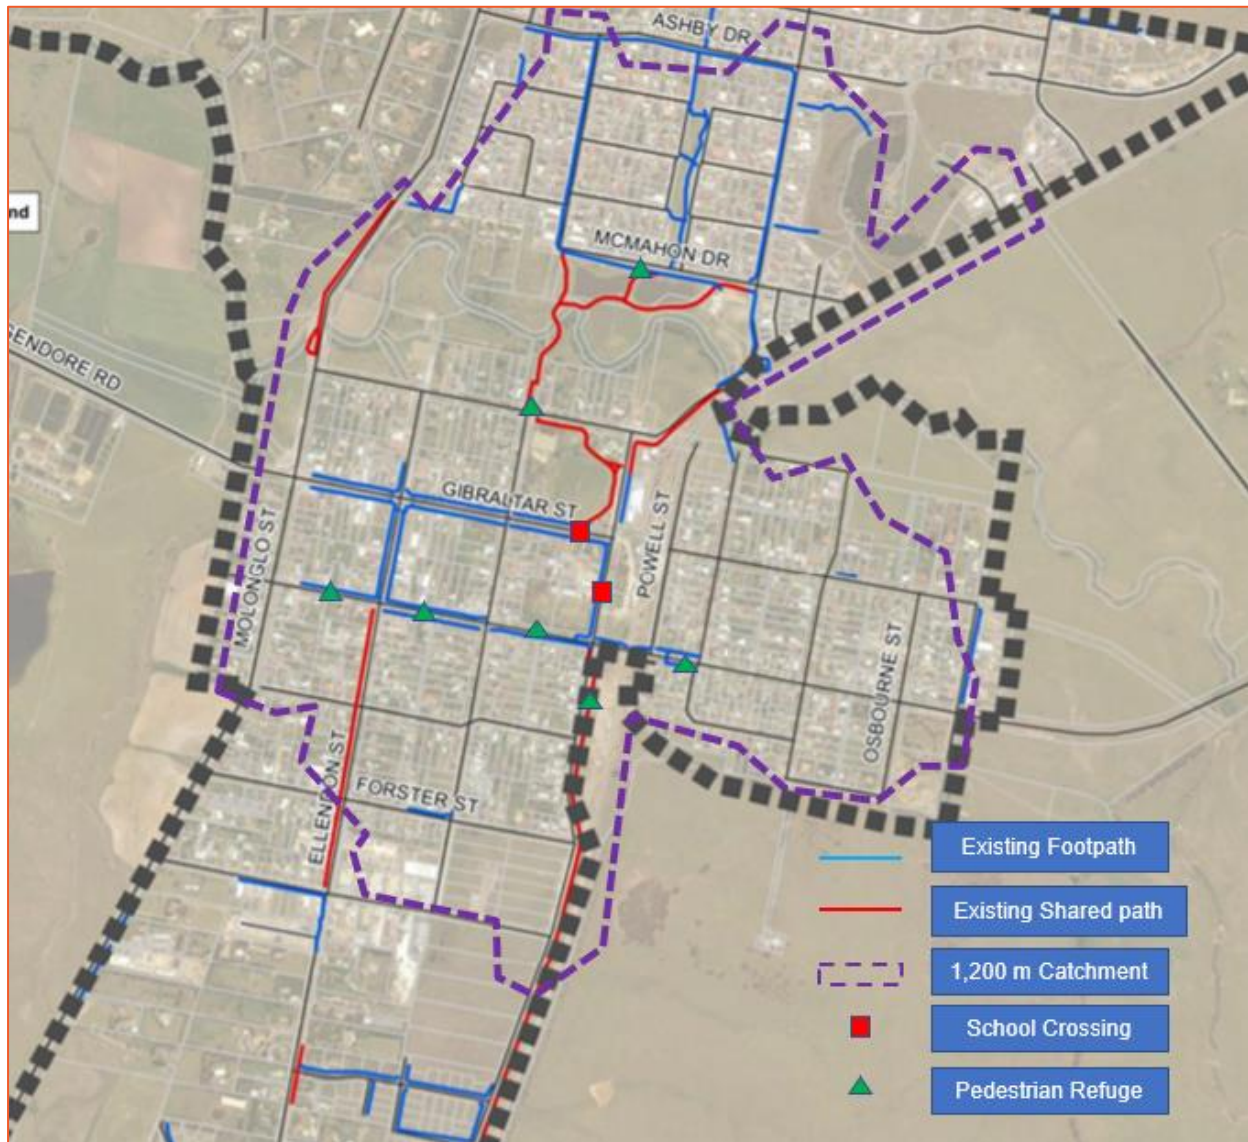 ASHBY DR
nd
MCMAHON DR
GENDORE RD
GIBRALTAR ST
POWELL ST
MOLONGLO ST
OSBOURNE ST
ELLENDON ST
FORSTER ST
Existing Footpath
Existing Shared path
1,200 m Catchment
School Crossing
Pedestrian Refuge